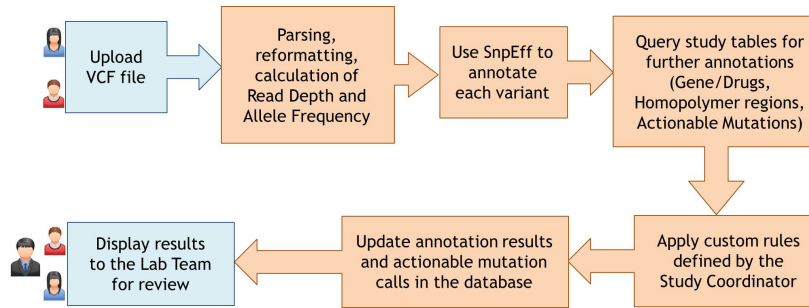 Upload
VCF file
Parsing,
reformatting,
calculation of
Read Depth and
Allele Frequency
Use SnpEff to
annotate
each variant
Query study tables for
further annotations
(Gene/Drugs,
Homopolymer regions,
Actionable Mutations)
Apply custom rules
defined by the
Study Coordinator
Update annotation results
and actionable mutation
calls in the database
Display results
to the Lab Team
for review